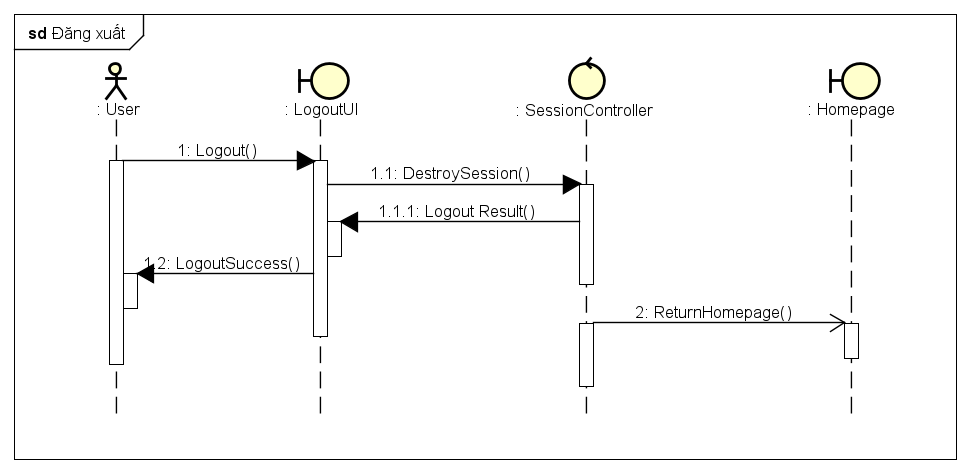 sd Đăng xuất
: User
: LogoutUI
: SessionController
: Homepage
1: Logout()
1.1: DestroySession()
1.1.1: Logout Result()
1.2: LogoutSuccess()
2: ReturnHomepage()